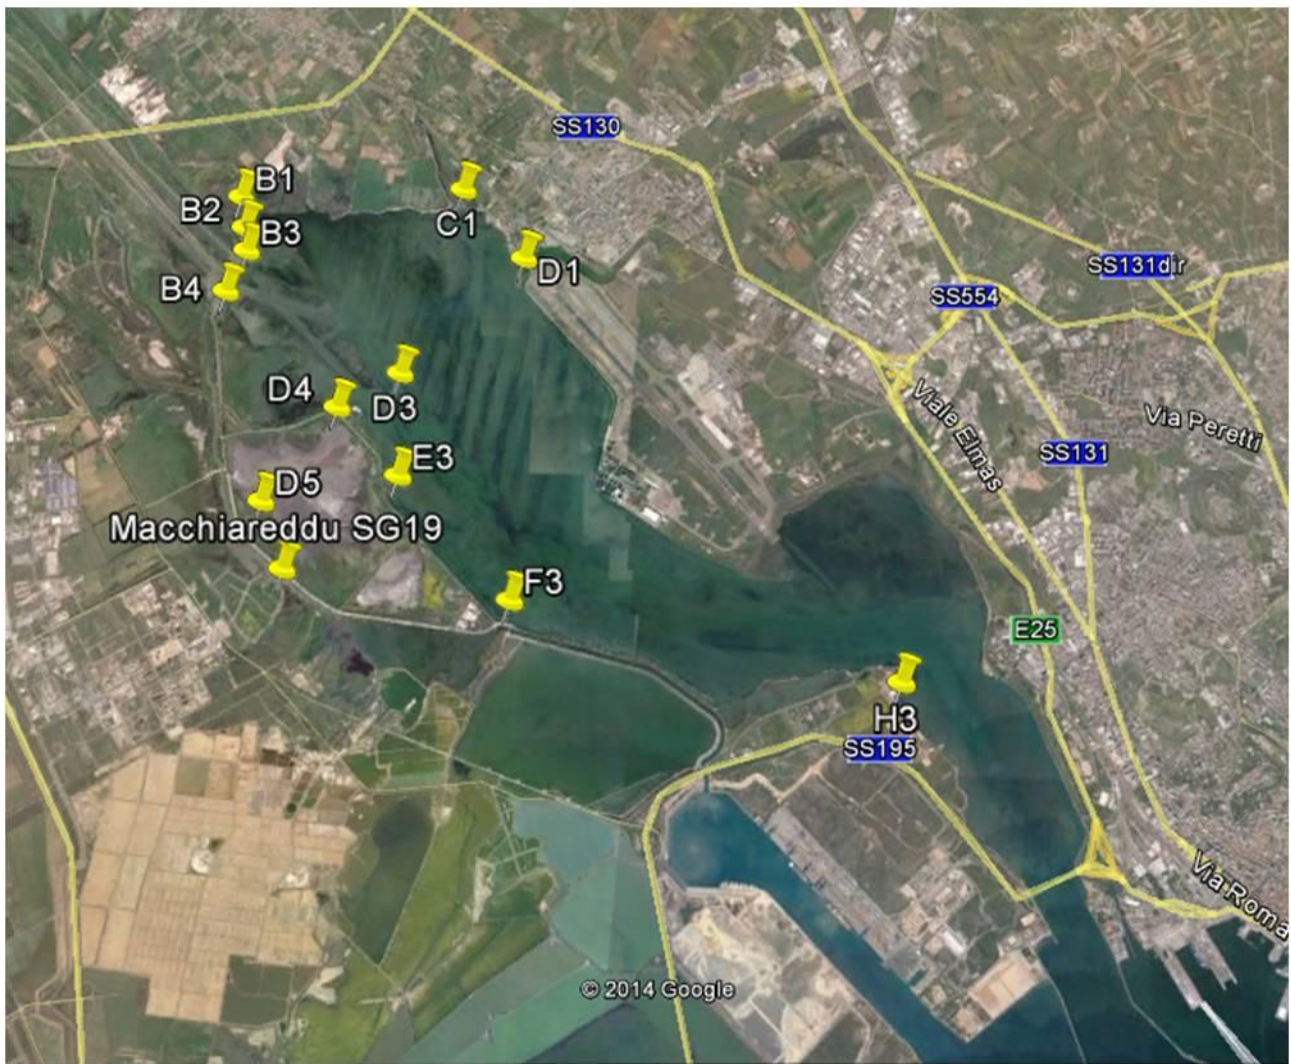 SS130
B1
B2
C1
B3
D1
SS131dir
B4
SS554
D4
D3
Viale Elmas
Via Peretti
SS131
E3
D5
Macchiareddu SG19
F3
E25
H3
SS195
Via Roma
© 2014 Google